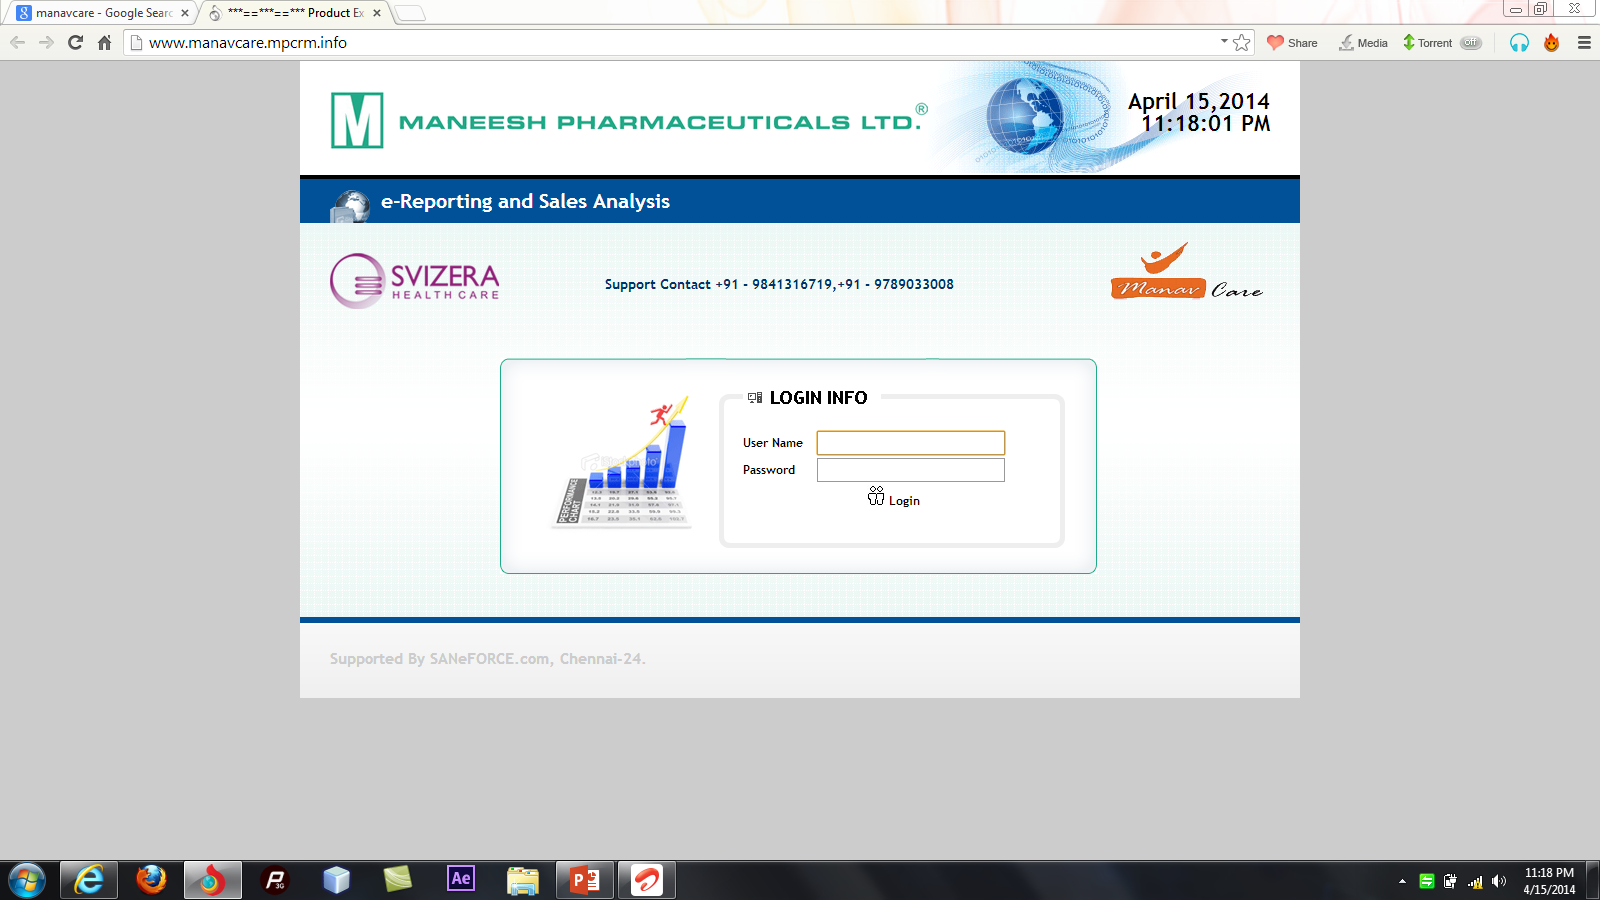 manavcare - Google Searc
***==***==*** Product Ex
www.manavcare.mpcrm.info
Share
Media
Torrent
off
M
MANEESH PHARMACEUTICALS LTD.®
April 15,2014
11:18:01 PM
e-Reporting and Sales Analysis
SVIZERA
HEALTH CARE
Support Contact +91 - 9841316719,+91 - 9789033008
Manav Care
LOGIN INFO
User Name
Password
Login
PERFORMANCE
CHART
Supported By SANeFORCE.com, Chennai-24.
3G
Ae
P
11:18 PM
4/15/2014